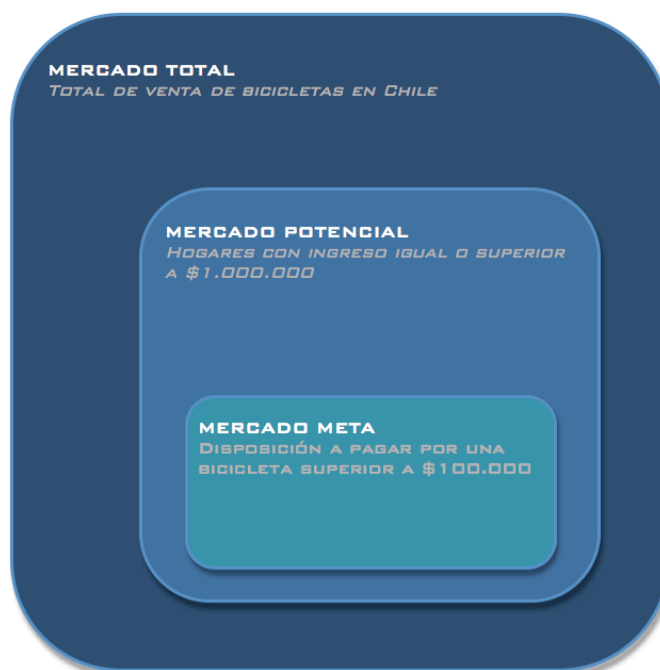 MERCADO TOTAL
TOTAL DE VENTA DE BICICLETAS EN CHILE
MERCADO POTENCIAL
HOGARES CON INGRESO IGUAL O SUPERIOR
A $1.000.000
MERCADO META
DISPOSICIÓN A PAGAR POR UNA
BICICLETA SUPERIOR A $100.000